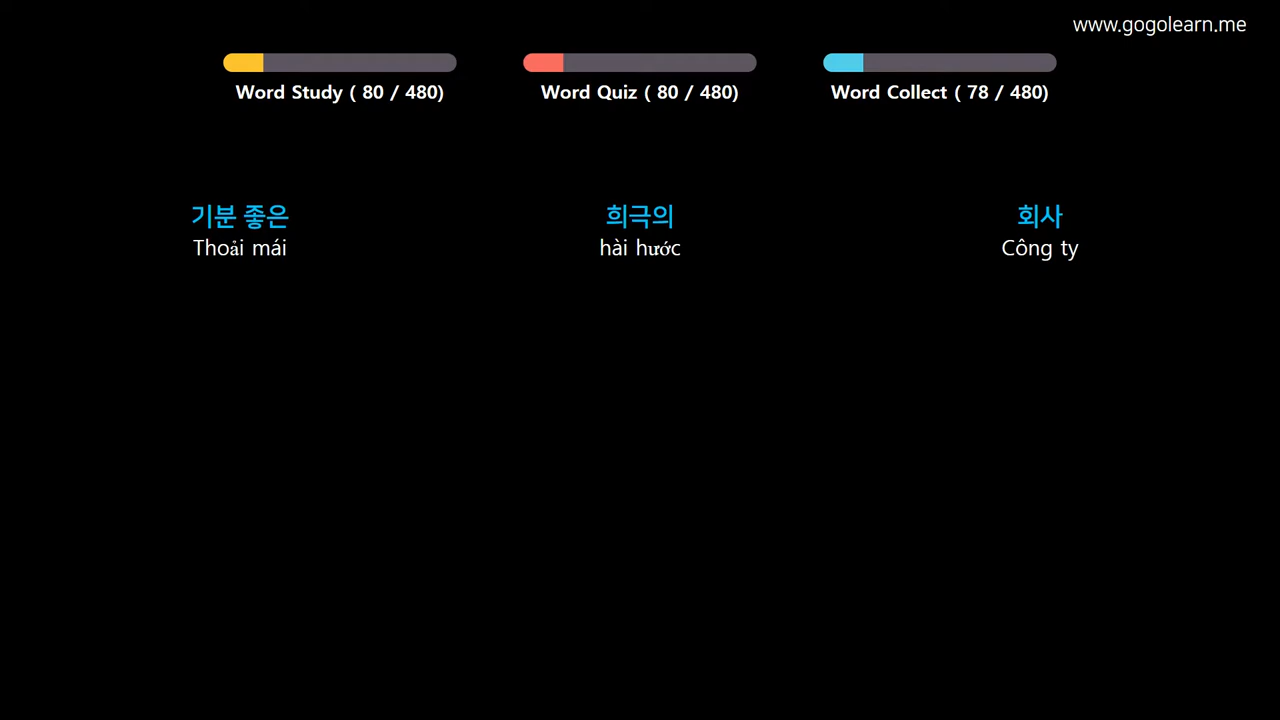 www.gogolearn.me
Word Study ( 80 / 480)
Word Quiz ( 80 / 480)
Word Collect ( 78 / 480)
기분 좋은
Thoải mái
희극의
hài hước
회사
Công ty